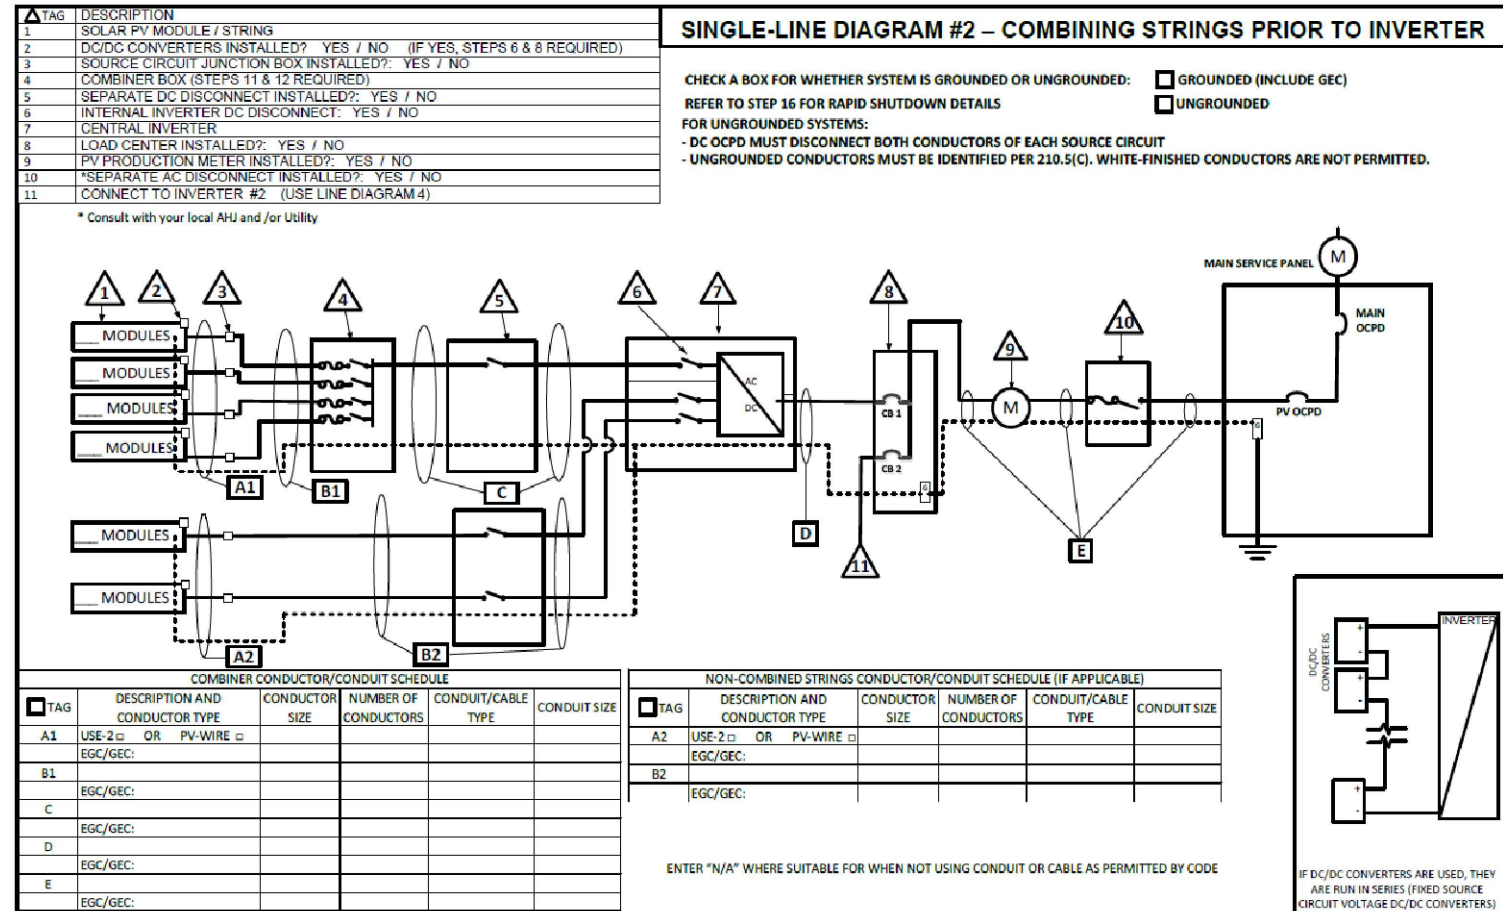 TAG DESCRIPTION
1 SOLAR PV MODULE / STRING
2 DC/DC CONVERTERS INSTALLED? YES / NO (IF YES, STEPS 6 & 8 REQUIRED)
3 SOURCE CIRCUIT JUNCTION BOX INSTALLED?: YES / NO
4 COMBINER BOX (STEPS 11 & 12 REQUIRED)
5 SEPARATE DC DISCONNECT INSTALLED?: YES / NO
6 INTERNAL INVERTER DC DISCONNECT: YES / NO
7 CENTRAL INVERTER
8 LOAD CENTER INSTALLED?: YES / NO
9 PV PRODUCTION METER INSTALLED?: YES / NO
10 *SEPARATE AC DISCONNECT INSTALLED?: YES / NO
11 CONNECT TO INVERTER #2 (USE LINE DIAGRAM 4)
* Consult with your local AHJ and /or Utility
SINGLE-LINE DIAGRAM #2 – COMBINING STRINGS PRIOR TO INVERTER
CHECK A BOX FOR WHETHER SYSTEM IS GROUNDED OR UNGROUNDED: GROUNDED (INCLUDE GEC)
REFER TO STEP 16 FOR RAPID SHUTDOWN DETAILS UNGROUNDED
FOR UNGROUNDED SYSTEMS:
- DC OCPD MUST DISCONNECT BOTH CONDUCTORS OF EACH SOURCE CIRCUIT
- UNGROUNDED CONDUCTORS MUST BE IDENTIFIED PER 210.5(C). WHITE-FINISHED CONDUCTORS ARE NOT PERMITTED.
MAIN SERVICE PANEL M
1 2 3 4 5 6 7 8 9 10
___ MODULES
___ MODULES
___ MODULES
___ MODULES
AC
DC
CB 1
CB 2
M
MAIN
OCPD
PV OCPD
G
G
A1 B1 C D E
11
___ MODULES
___ MODULES
A2 B2
DC/DC
CONVERTERS
INVERTER
+
-
+
-
+
-
IF DC/DC CONVERTERS ARE USED, THEY
ARE RUN IN SERIES (FIXED SOURCE
CIRCUIT VOLTAGE DC/DC CONVERTERS)
COMBINER CONDUCTOR/CONDUIT SCHEDULE
TAG DESCRIPTION AND CONDUCTOR TYPE CONDUCTOR SIZE NUMBER OF CONDUCTORS CONDUIT/CABLE TYPE CONDUIT SIZE
A1 USE-2 □ OR PV-WIRE □
EGC/GEC:
B1
EGC/GEC:
C
EGC/GEC:
D
EGC/GEC:
E
EGC/GEC:
NON-COMBINED STRINGS CONDUCTOR/CONDUIT SCHEDULE (IF APPLICABLE)
TAG DESCRIPTION AND CONDUCTOR TYPE CONDUCTOR SIZE NUMBER OF CONDUCTORS CONDUIT/CABLE TYPE CONDUIT SIZE
A2 USE-2 □ OR PV-WIRE □
EGC/GEC:
B2
EGC/GEC:
ENTER "N/A" WHERE SUITABLE FOR WHEN NOT USING CONDUIT OR CABLE AS PERMITTED BY CODE